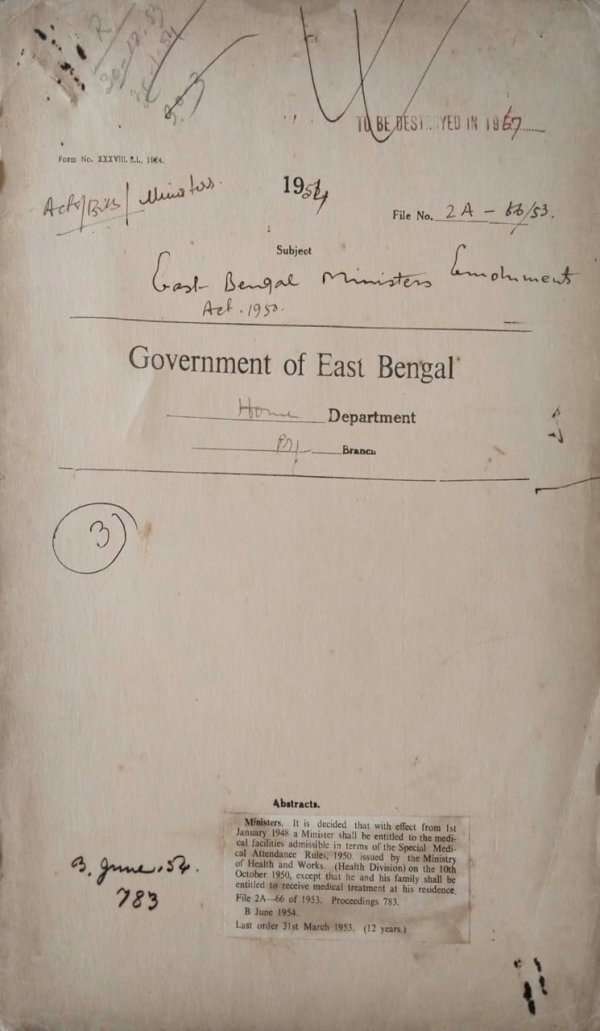 R
30-12-53
TO BE DEST...YED IN 1967
Form No. XXXVIII. S.L. 1964.
Acts/Bills/Ministers.
1954
File No. 2A - 66/53.
Subject
East Bengal Ministers Emoluments
Act. 1950.
Government of East Bengal
Home Department
Branch
3
Abstracts.
Ministers. It is decided that with effect from 1st
January 1948 a Minister shall be entitled to the medi-
cal facilities admissible in terms of the Special Medi-
cal Attendance Rules, 1950 issued by the Ministry
of Health and Works. (Health Division) on the 10th
October 1950, except that he and his family shall be
entitled to receive medical treatment at his residence.
File 2A—66 of 1953. Proceedings 783.
B June 1954.
Last order 31st March 1953. (12 years.)
B. June. 54.
783